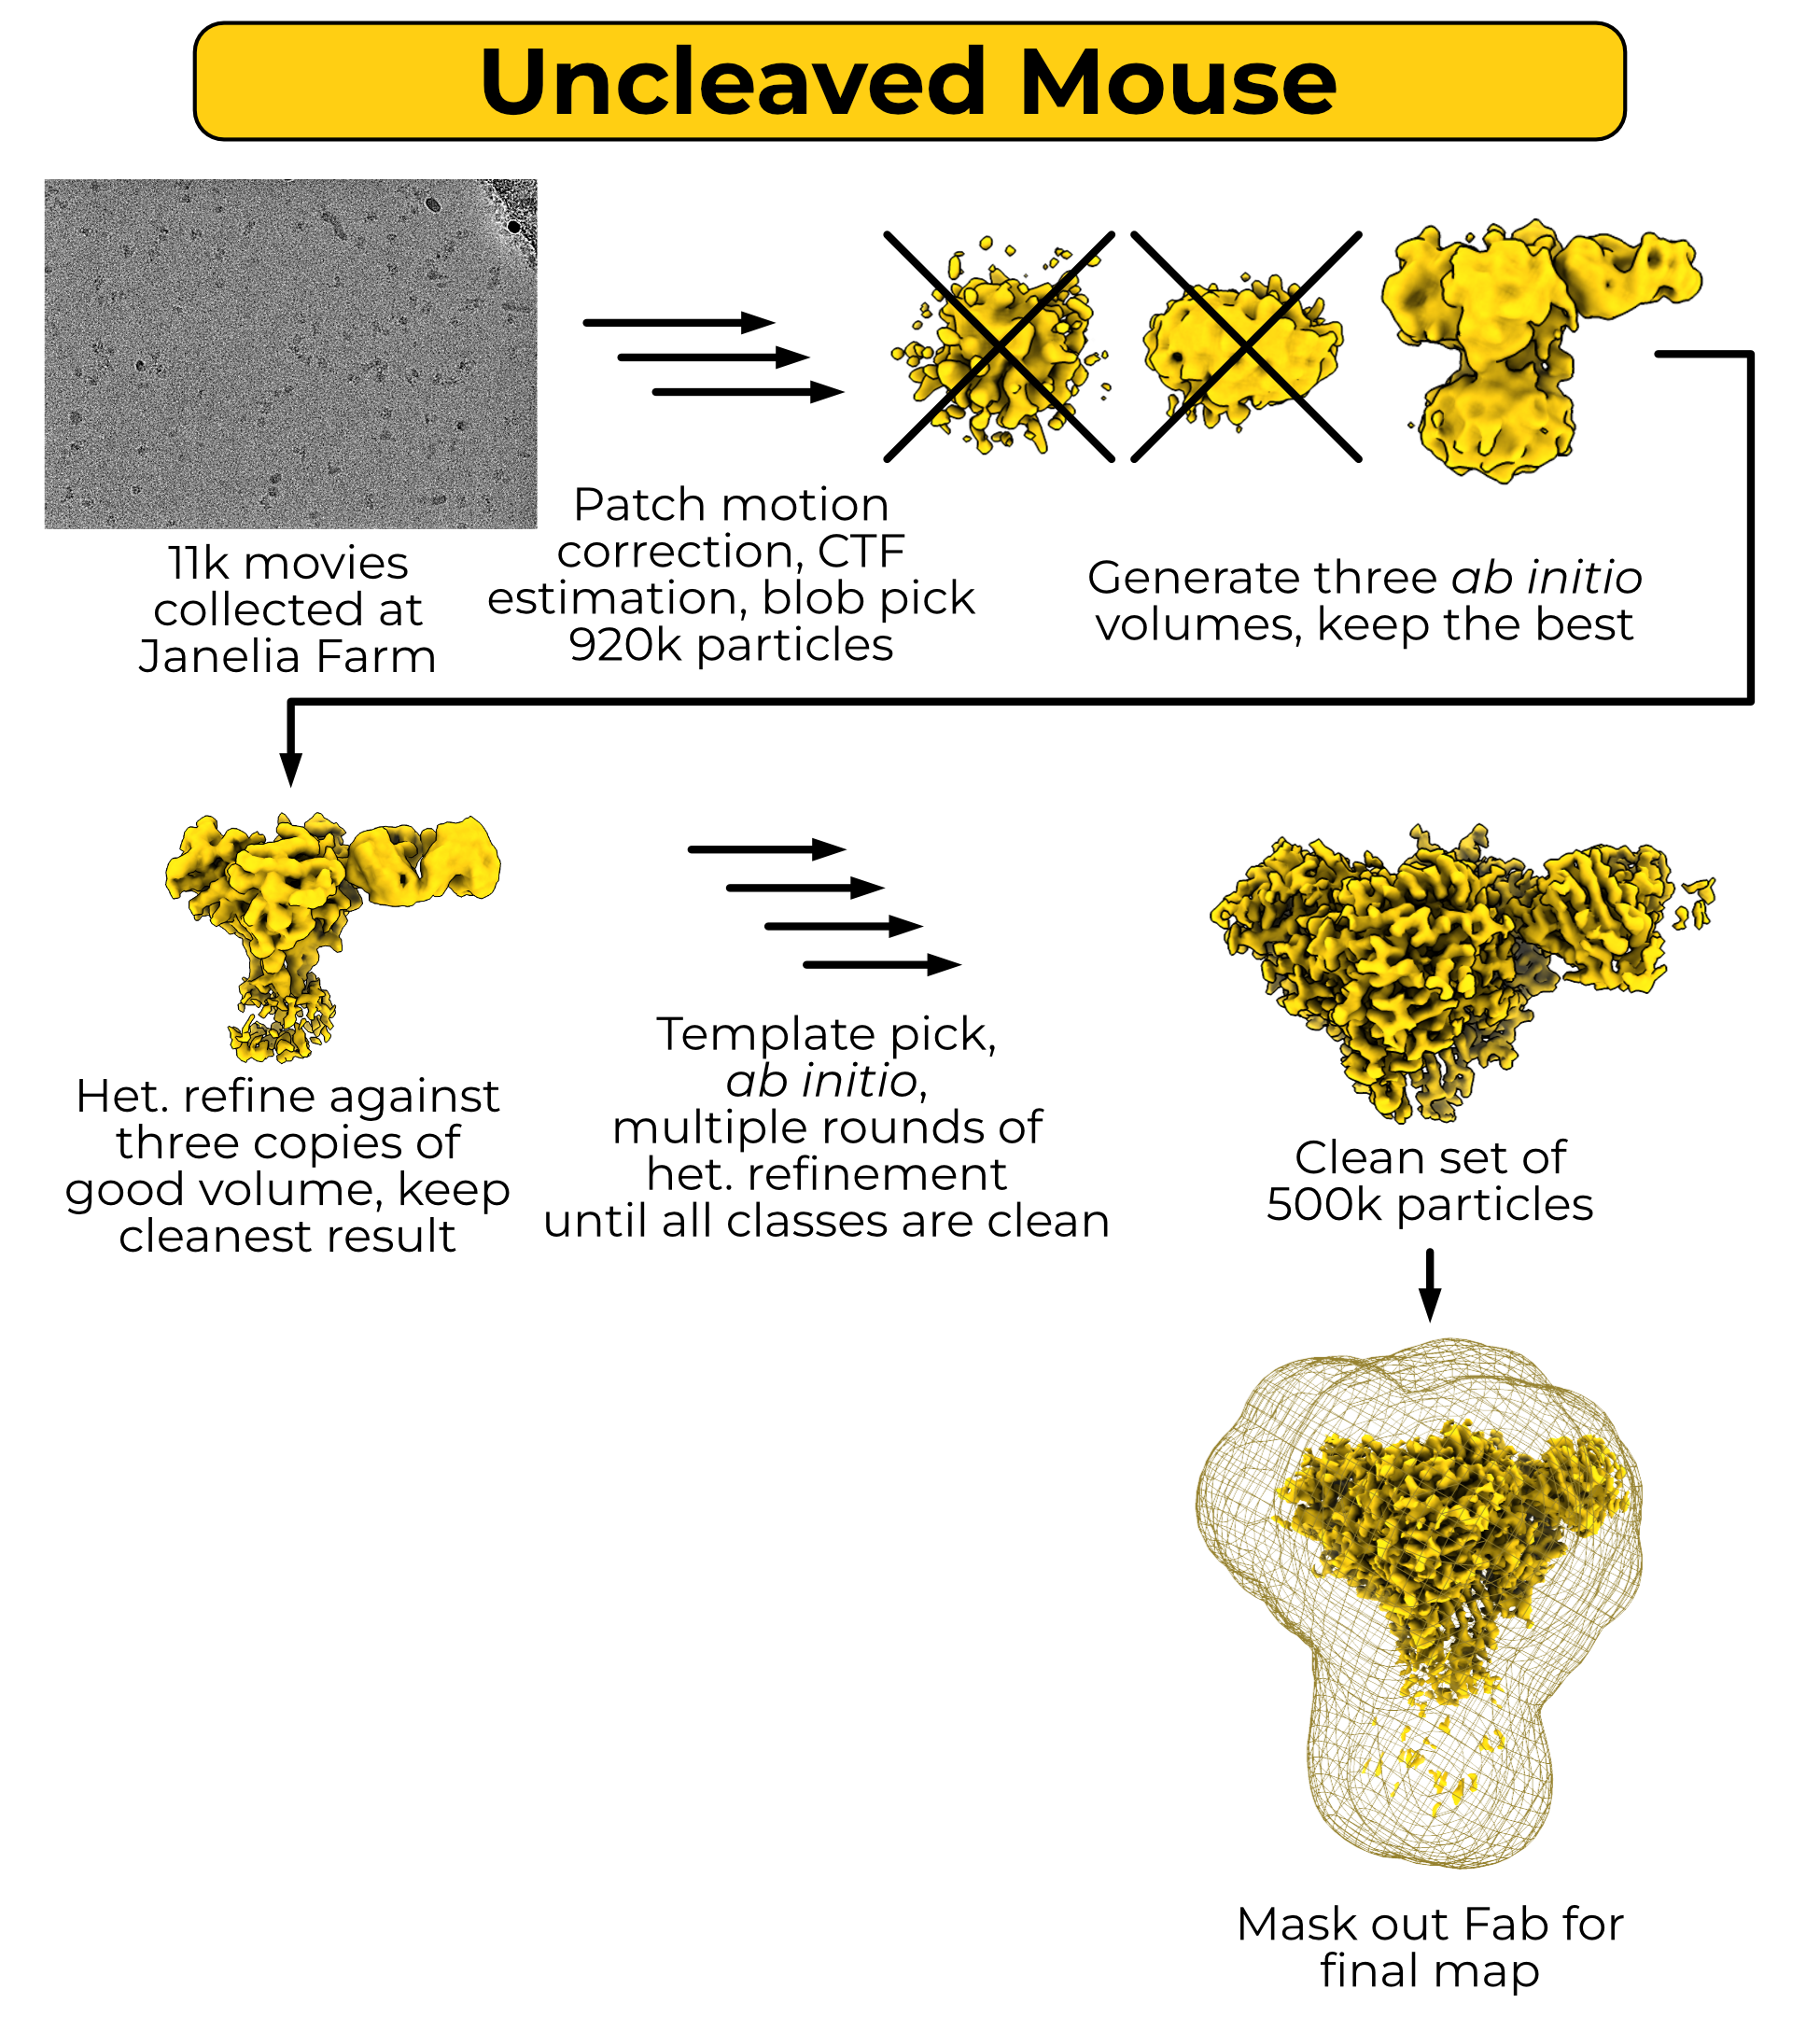 Uncleaved Mouse
11k movies
collected at
Janelia Farm
Patch motion
correction, CTF
estimation, blob pick
920k particles
Generate three ab initio
volumes, keep the best
Het. refine against
three copies of
good volume, keep
cleanest result
Template pick,
ab initio,
multiple rounds of
het. refinement
until all classes are clean
Clean set of
500k particles
Mask out Fab for
final map